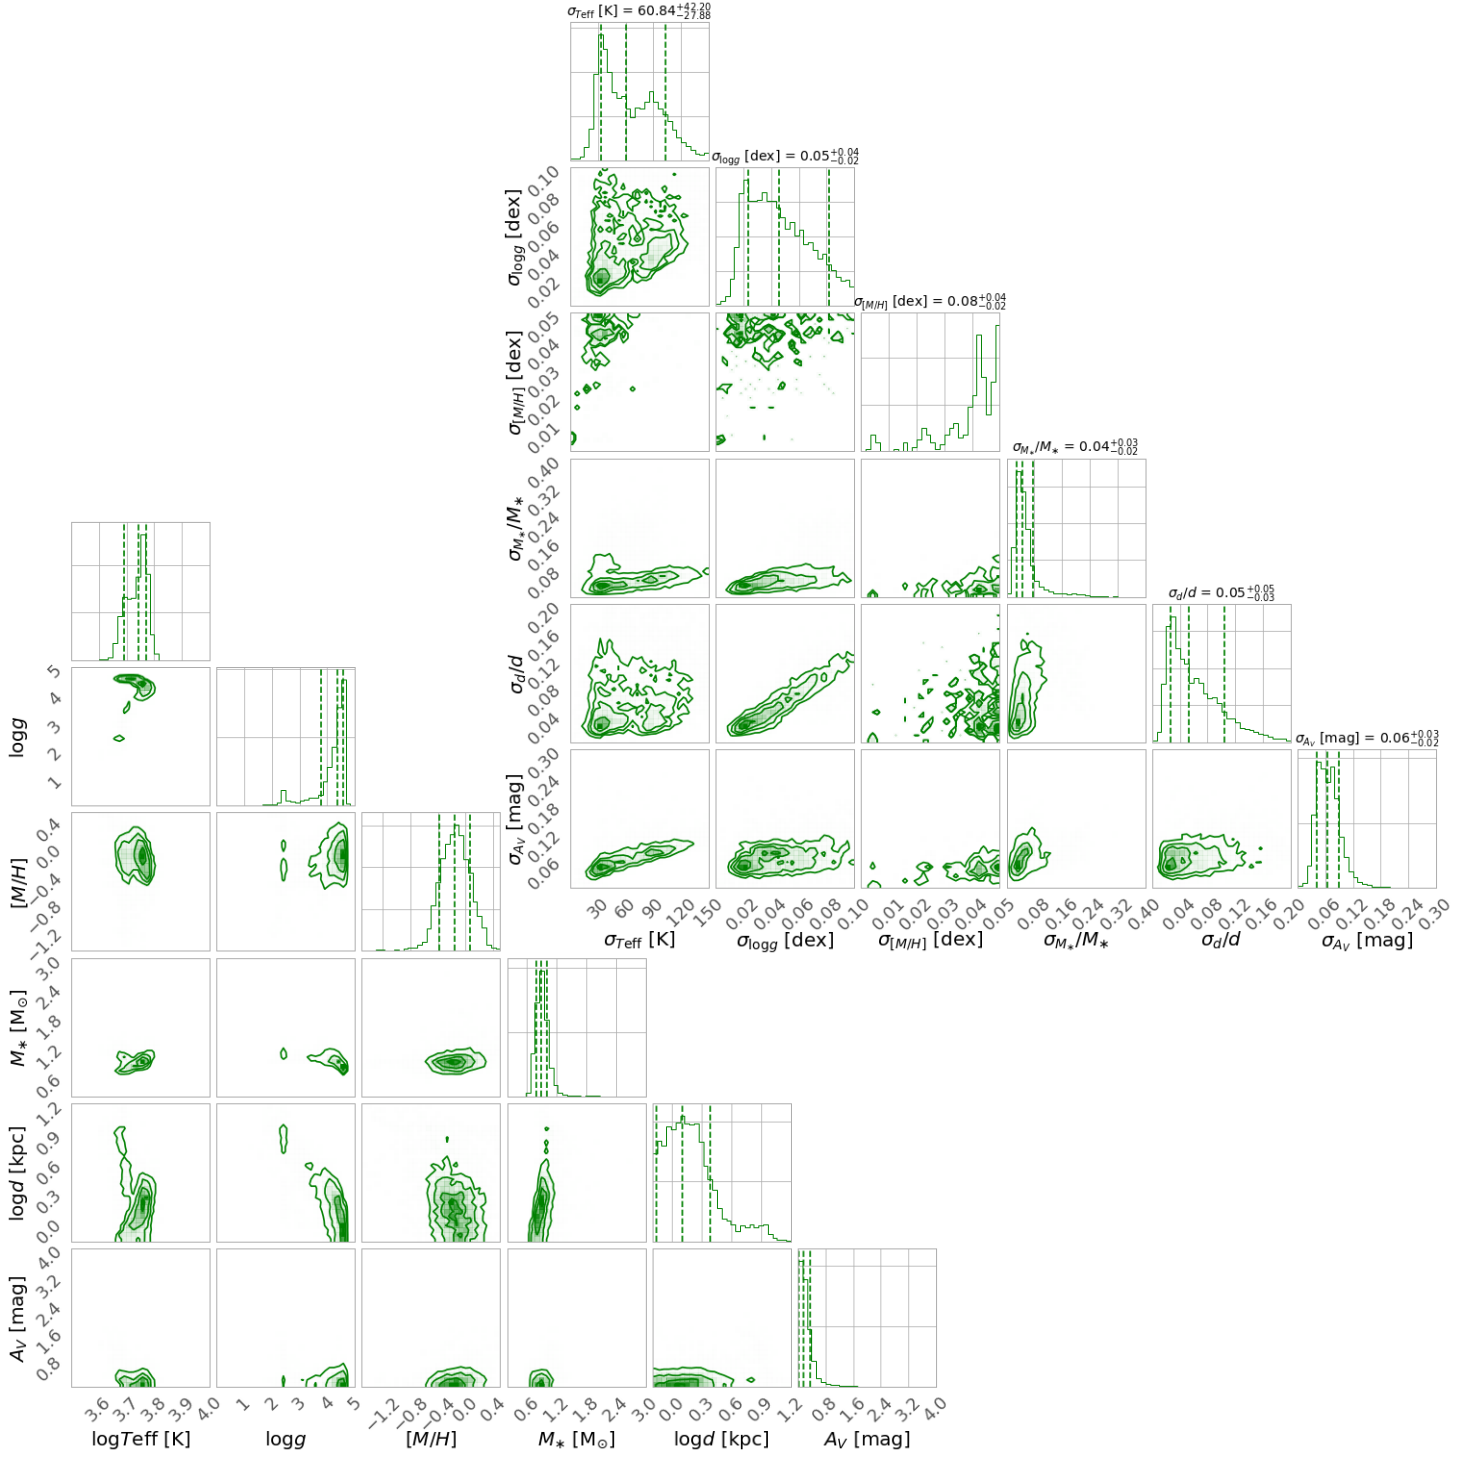 σTeff [K] = 60.84+42.20−27.88
σlogg [dex] = 0.05+0.04−0.02
0.10
0.08
0.06
0.04
0.02
σlogg [dex]
σ[M/H] [dex] = 0.08+0.04−0.02
0.05
0.04
0.03
0.02
0.01
σ[M/H] [dex]
σM∗/M∗ = 0.04+0.03−0.02
0.40
0.32
0.24
0.16
0.08
σM∗/M∗
σd/d = 0.05+0.05−0.03
0.20
0.16
0.12
0.08
0.04
σd/d
σAV [mag] = 0.06+0.03−0.02
0.30
0.24
0.18
0.12
0.06
σAV [mag]
30 60 90 120 150
0.02 0.04 0.06 0.08 0.10
0.01 0.02 0.03 0.04 0.05
0.08 0.16 0.24 0.32 0.40
0.04 0.08 0.12 0.16 0.20
0.06 0.12 0.18 0.24 0.30
σTeff [K] σlogg [dex] σ[M/H] [dex] σM∗/M∗ σd/d σAV [mag]
5
4
3
2
1
logg
0.4
0.0
−0.4
−0.8
−1.2
[M/H]
3.0
2.4
1.8
1.2
0.6
M∗ [M⊙]
1.2
0.9
0.6
0.3
0.0
logd [kpc]
4.0
3.2
2.4
1.6
0.8
AV [mag]
3.6 3.7 3.8 3.9 4.0
1 2 3 4 5
−1.2 −0.8 −0.4 0.0 0.4
0.6 1.2 1.8 2.4 3.0
0.0 0.3 0.6 0.9 1.2
0.8 1.6 2.4 3.2 4.0
logTeff [K] logg [M/H] M∗ [M⊙] logd [kpc] AV [mag]